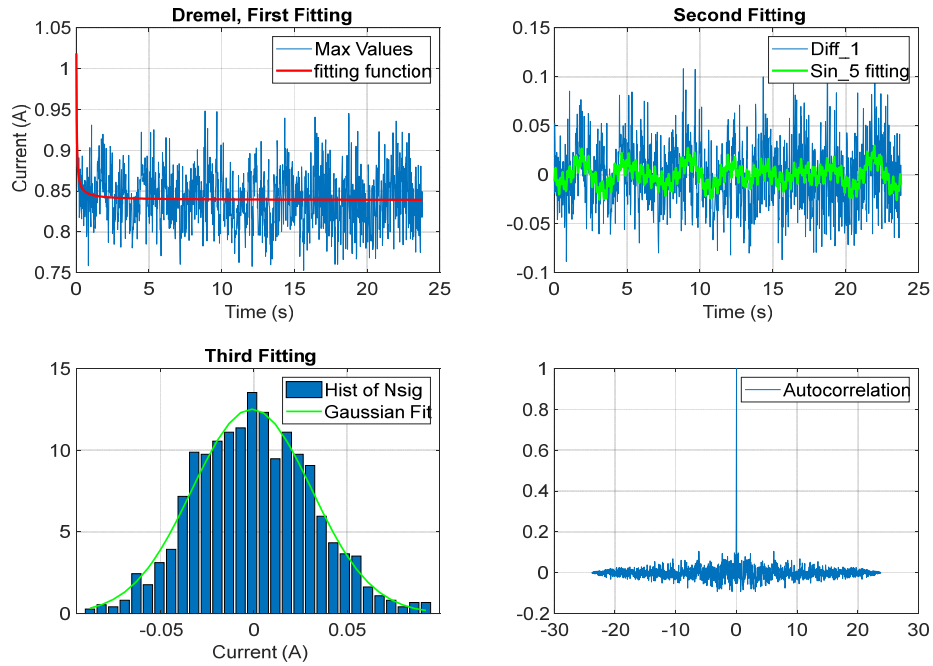 Dremel, First Fitting
1.05
1
0.95
0.9
0.85
0.8
0.75
Current (A)
Max Values
fitting function
0 5 10 15 20 25
Time (s)
Second Fitting
0.15
0.1
0.05
0
-0.05
-0.1
Diff_1
Sin_5 fitting
0 5 10 15 20 25
Time (s)
Third Fitting
15
10
5
0
Hist of Nsig
Gaussian Fit
-0.05 0 0.05
Current (A)
1
0.8
0.6
0.4
0.2
0
-0.2
Autocorrelation
-30 -20 -10 0 10 20 30